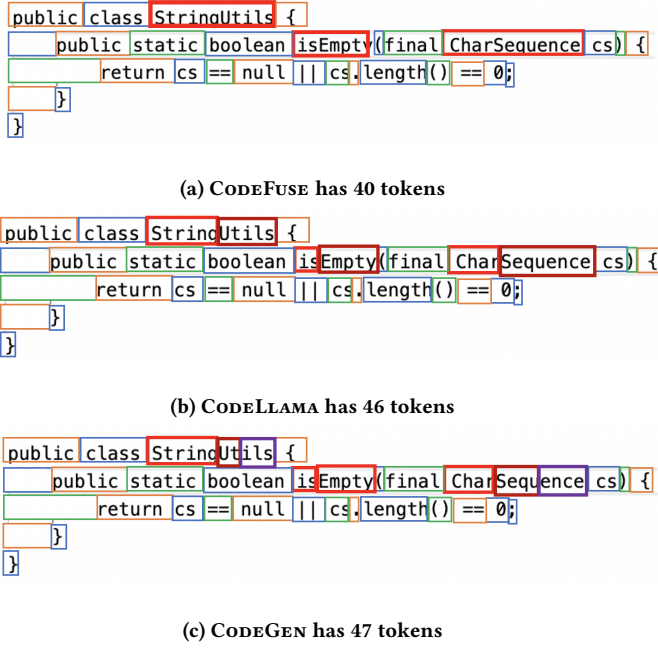 public class StringUtils {
    public static boolean isEmpty(final CharSequence cs) {
        return cs == null || cs.length() == 0;
    }
}
(a) CODEFUSE has 40 tokens
public class StringUtils {
    public static boolean isEmpty(final CharSequence cs) {
        return cs == null || cs.length() == 0;
    }
}
(b) CODELLAMA has 46 tokens
public class StringUtils {
    public static boolean isEmpty(final CharSequence cs) {
        return cs == null || cs.length() == 0;
    }
}
(c) CODEGEN has 47 tokens